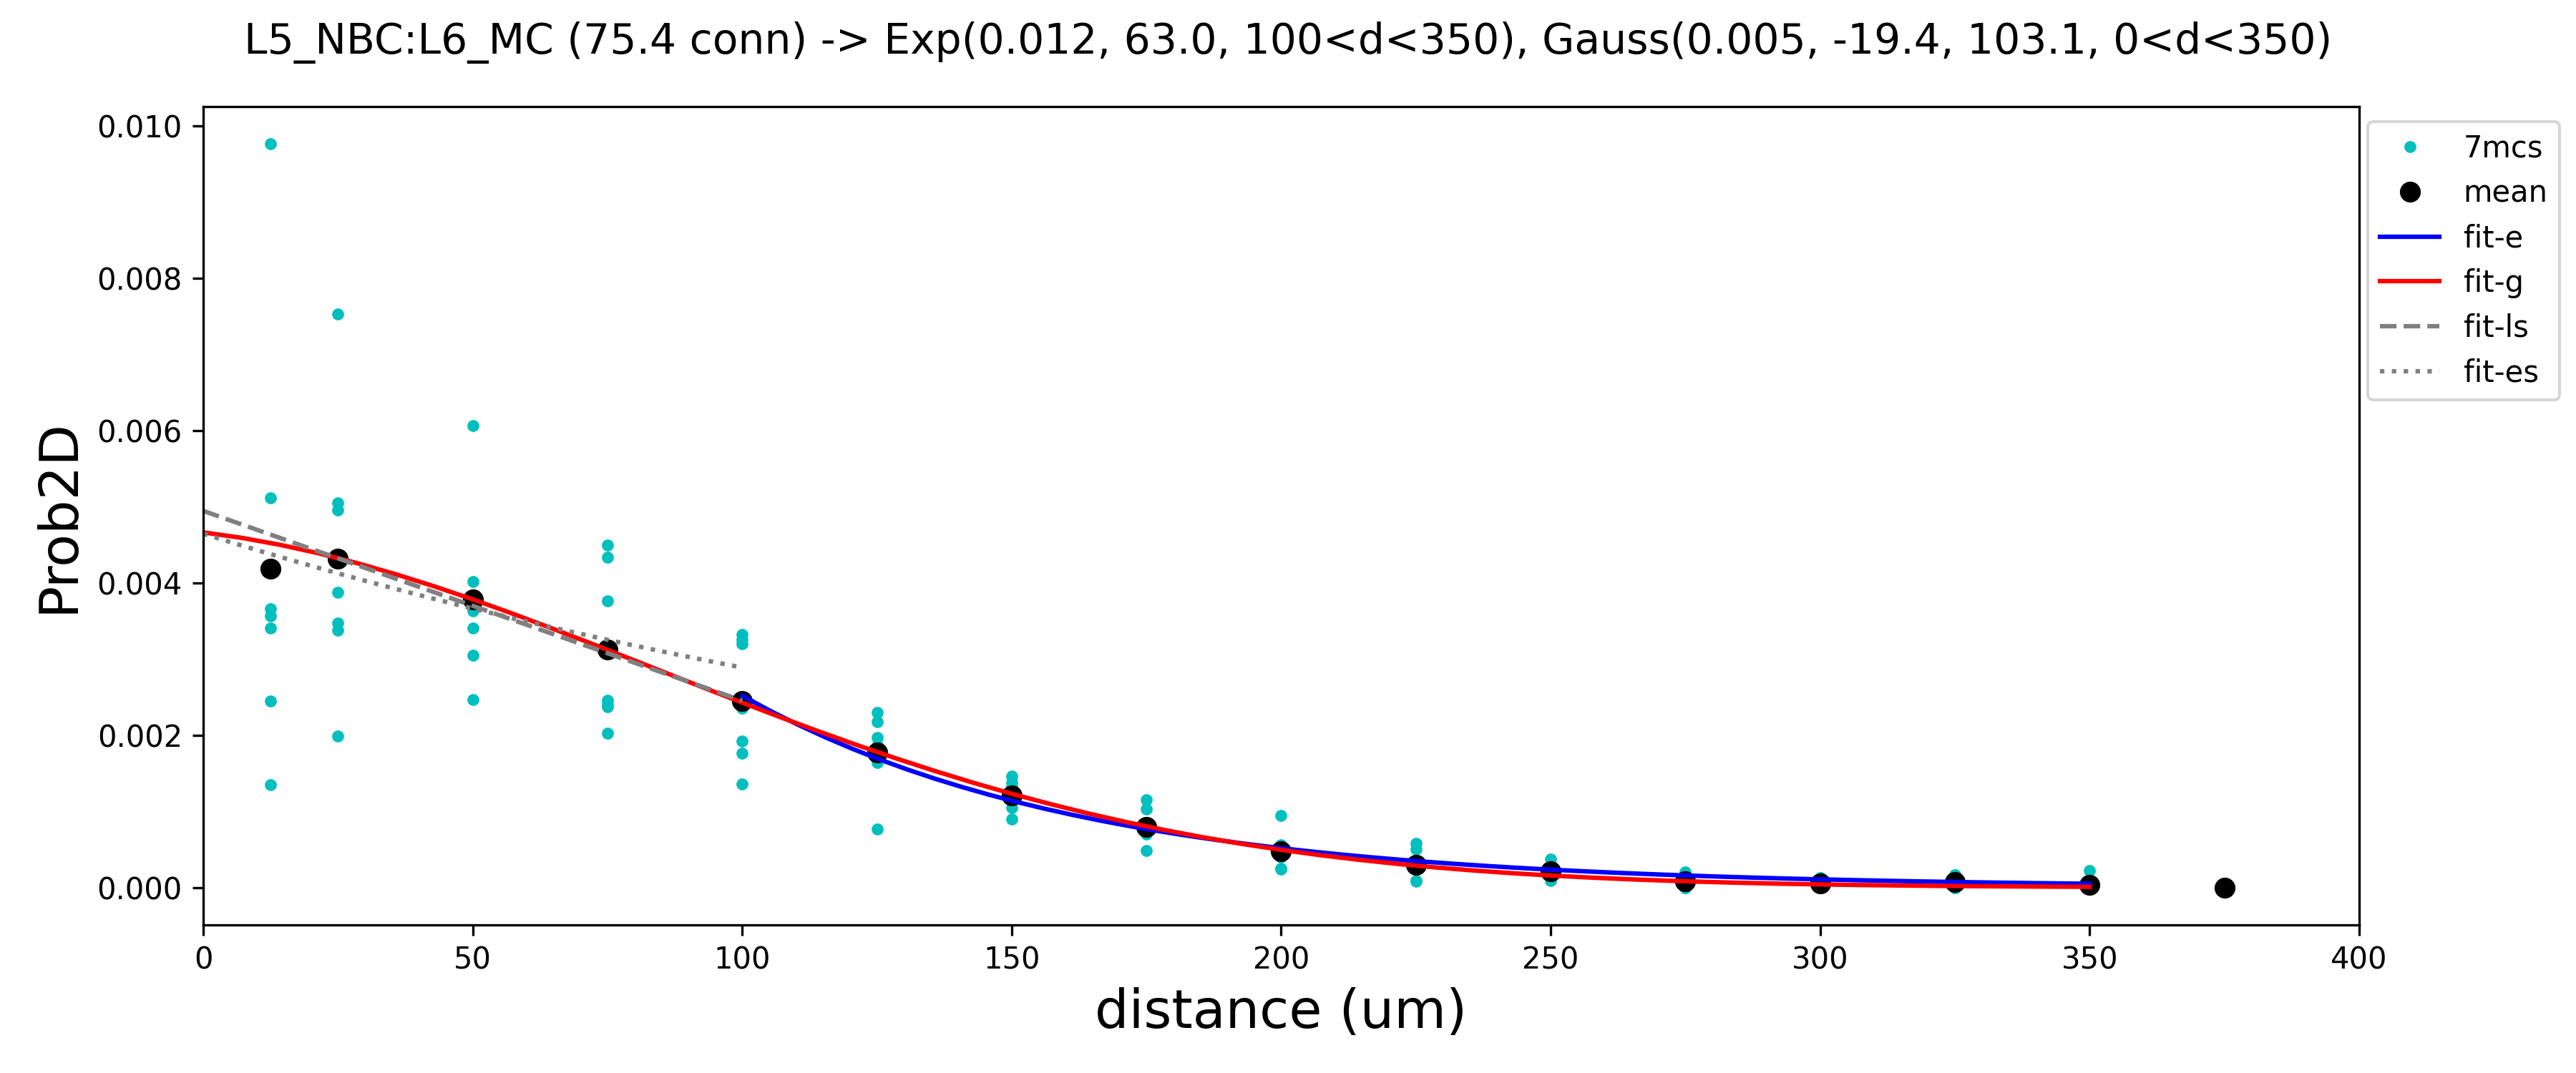 L5_NBC:L6_MC (75.4 conn) -> Exp(0.012, 63.0, 100<d<350), Gauss(0.005, -19.4, 103.1, 0<d<350)
Prob2D
0.010
0.008
0.006
0.004
0.002
0.000
0 50 100 150 200 250 300 350 400
distance (um)
7mcs
mean
fit-e
fit-g
fit-ls
fit-es